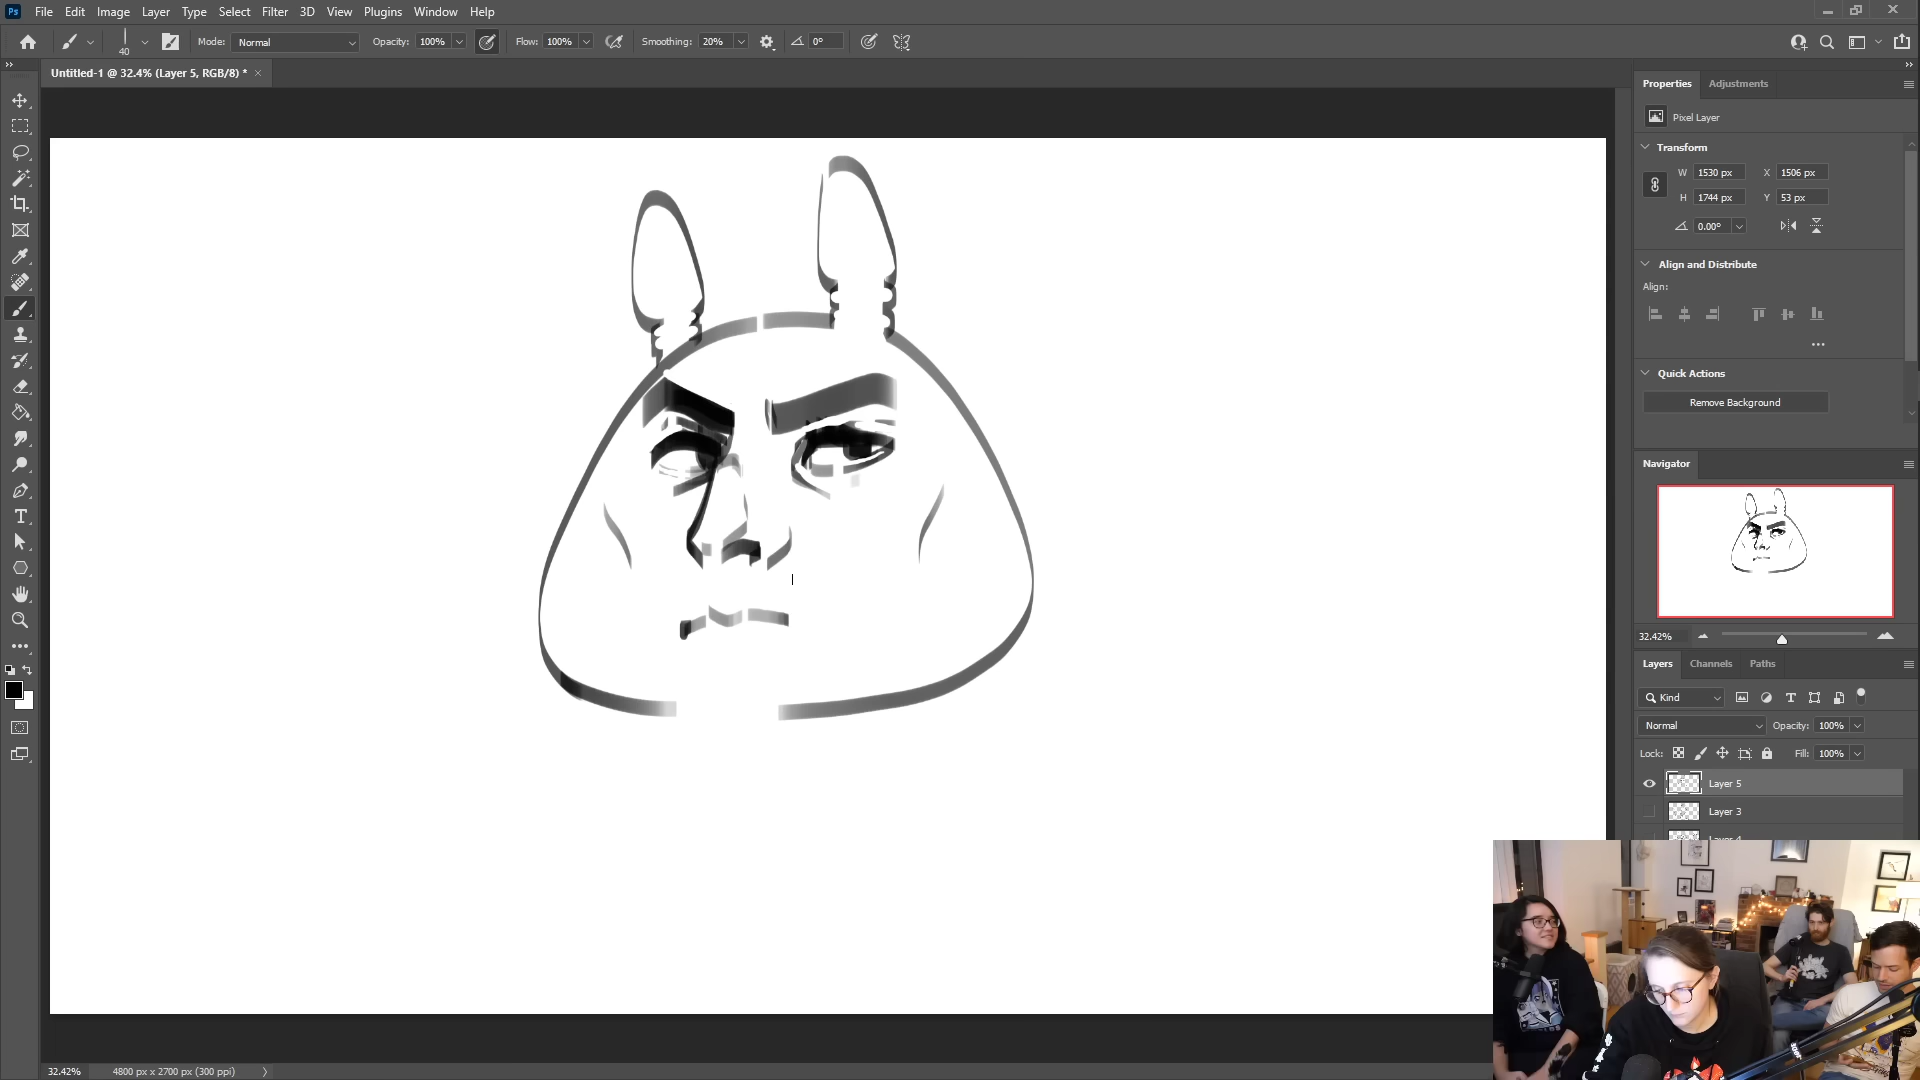 Ps File Edit Image Layer Type Select Filter 3D View Plugins Window Help
40 Mode: Normal Opacity: 100% Flow: 100% Smoothing: 20% 0°
Untitled-1 @ 32.4% (Layer 5, RGB/8) *
Properties Adjustments
Pixel Layer
Transform
W 1530 px X 1506 px
H 1744 px Y 53 px
0.00°
Align and Distribute
Align:
Quick Actions
Remove Background
Navigator
32.42%
Layers Channels Paths
Kind
Normal Opacity: 100%
Lock: Fill: 100%
Layer 5
Layer 3
Layer 4
32.42% 4800 px x 2700 px (300 ppi)